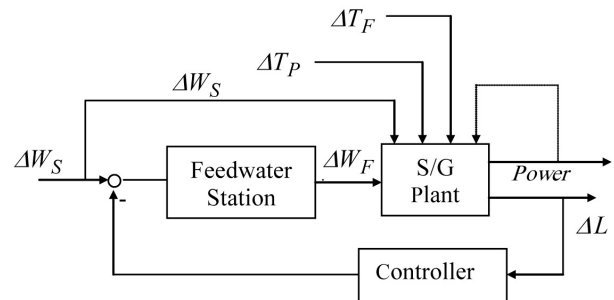 ΔT_F
ΔT_P
ΔW_S
ΔW_S
Feedwater
Station
ΔW_F
S/G
Plant
Power
ΔL
-
Controller